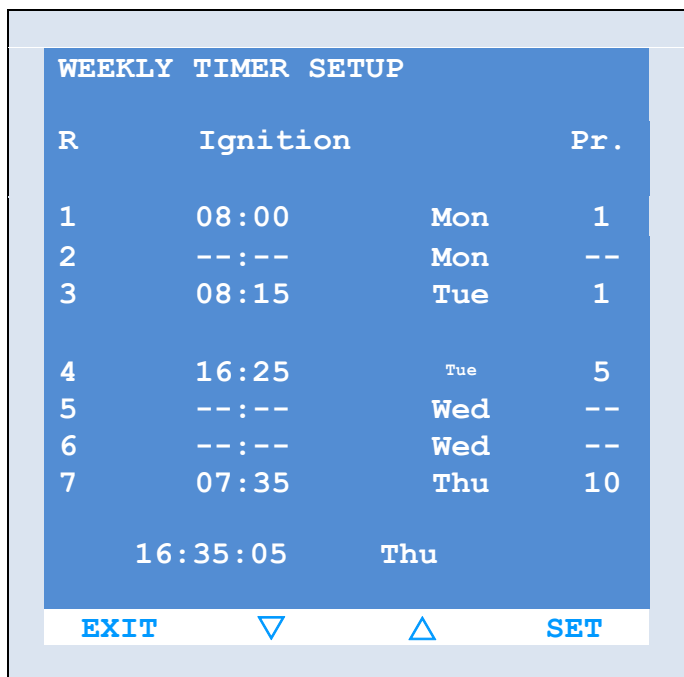 WEEKLY TIMER SETUP
R Ignition Pr.
1 08:00 Mon 1
2 --:-- Mon --
3 08:15 Tue 1
4 16:25 Tue 5
5 --:-- Wed --
6 --:-- Wed --
7 07:35 Thu 10
16:35:05 Thu
EXIT ▽ △ SET